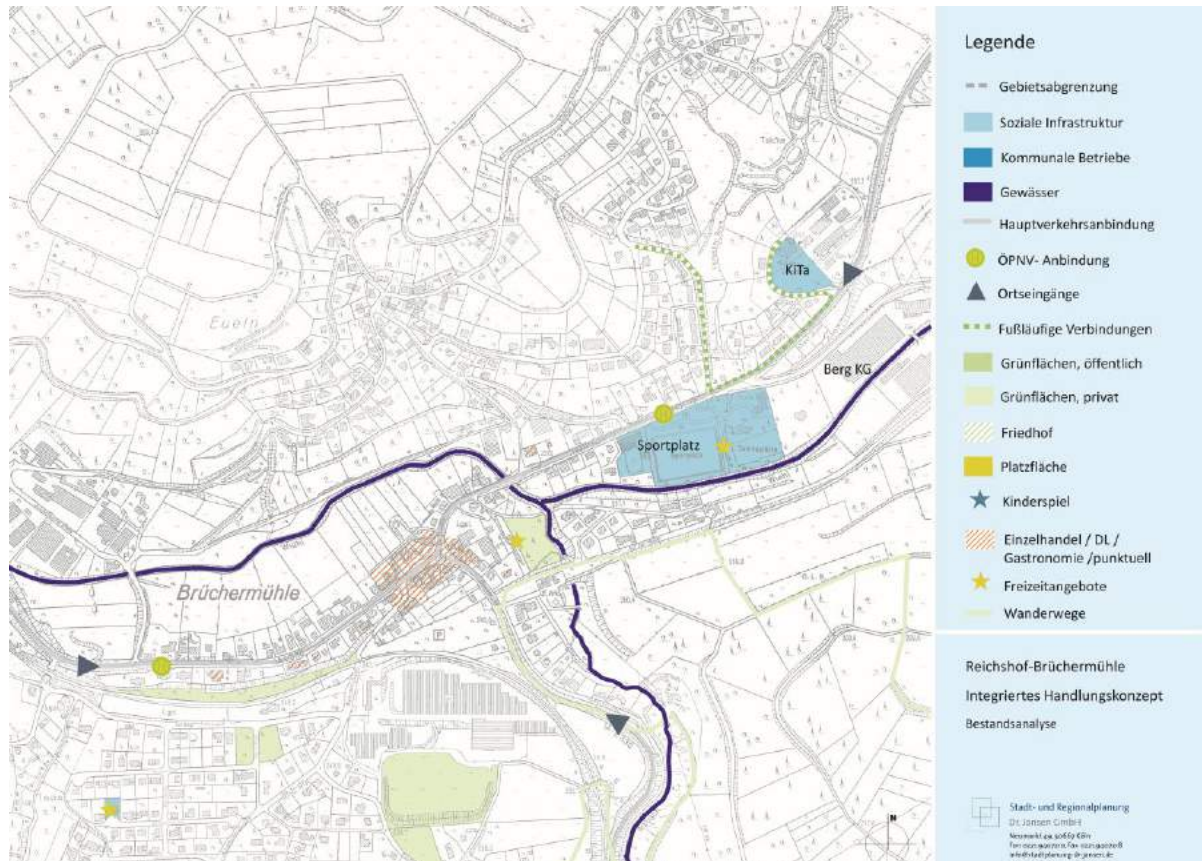 Eueln
Teiche
KiTa
Berg KG
Sportplatz
Brüchermühle
P
N
Legende
Gebietsabgrenzung
Soziale Infrastruktur
Kommunale Betriebe
Gewässer
Hauptverkehrsanbindung
ÖPNV- Anbindung
Ortseingänge
Fußläufige Verbindungen
Grünflächen, öffentlich
Grünflächen, privat
Friedhof
Platzfläche
Kinderspiel
Einzelhandel / DL /
Gastronomie /punktuell
Freizeitangebote
Wanderwege
Reichshof-Brüchermühle
Integriertes Handlungskonzept
Bestandsanalyse
Stadt- und Regionalplanung
Dr. Jansen GmbH